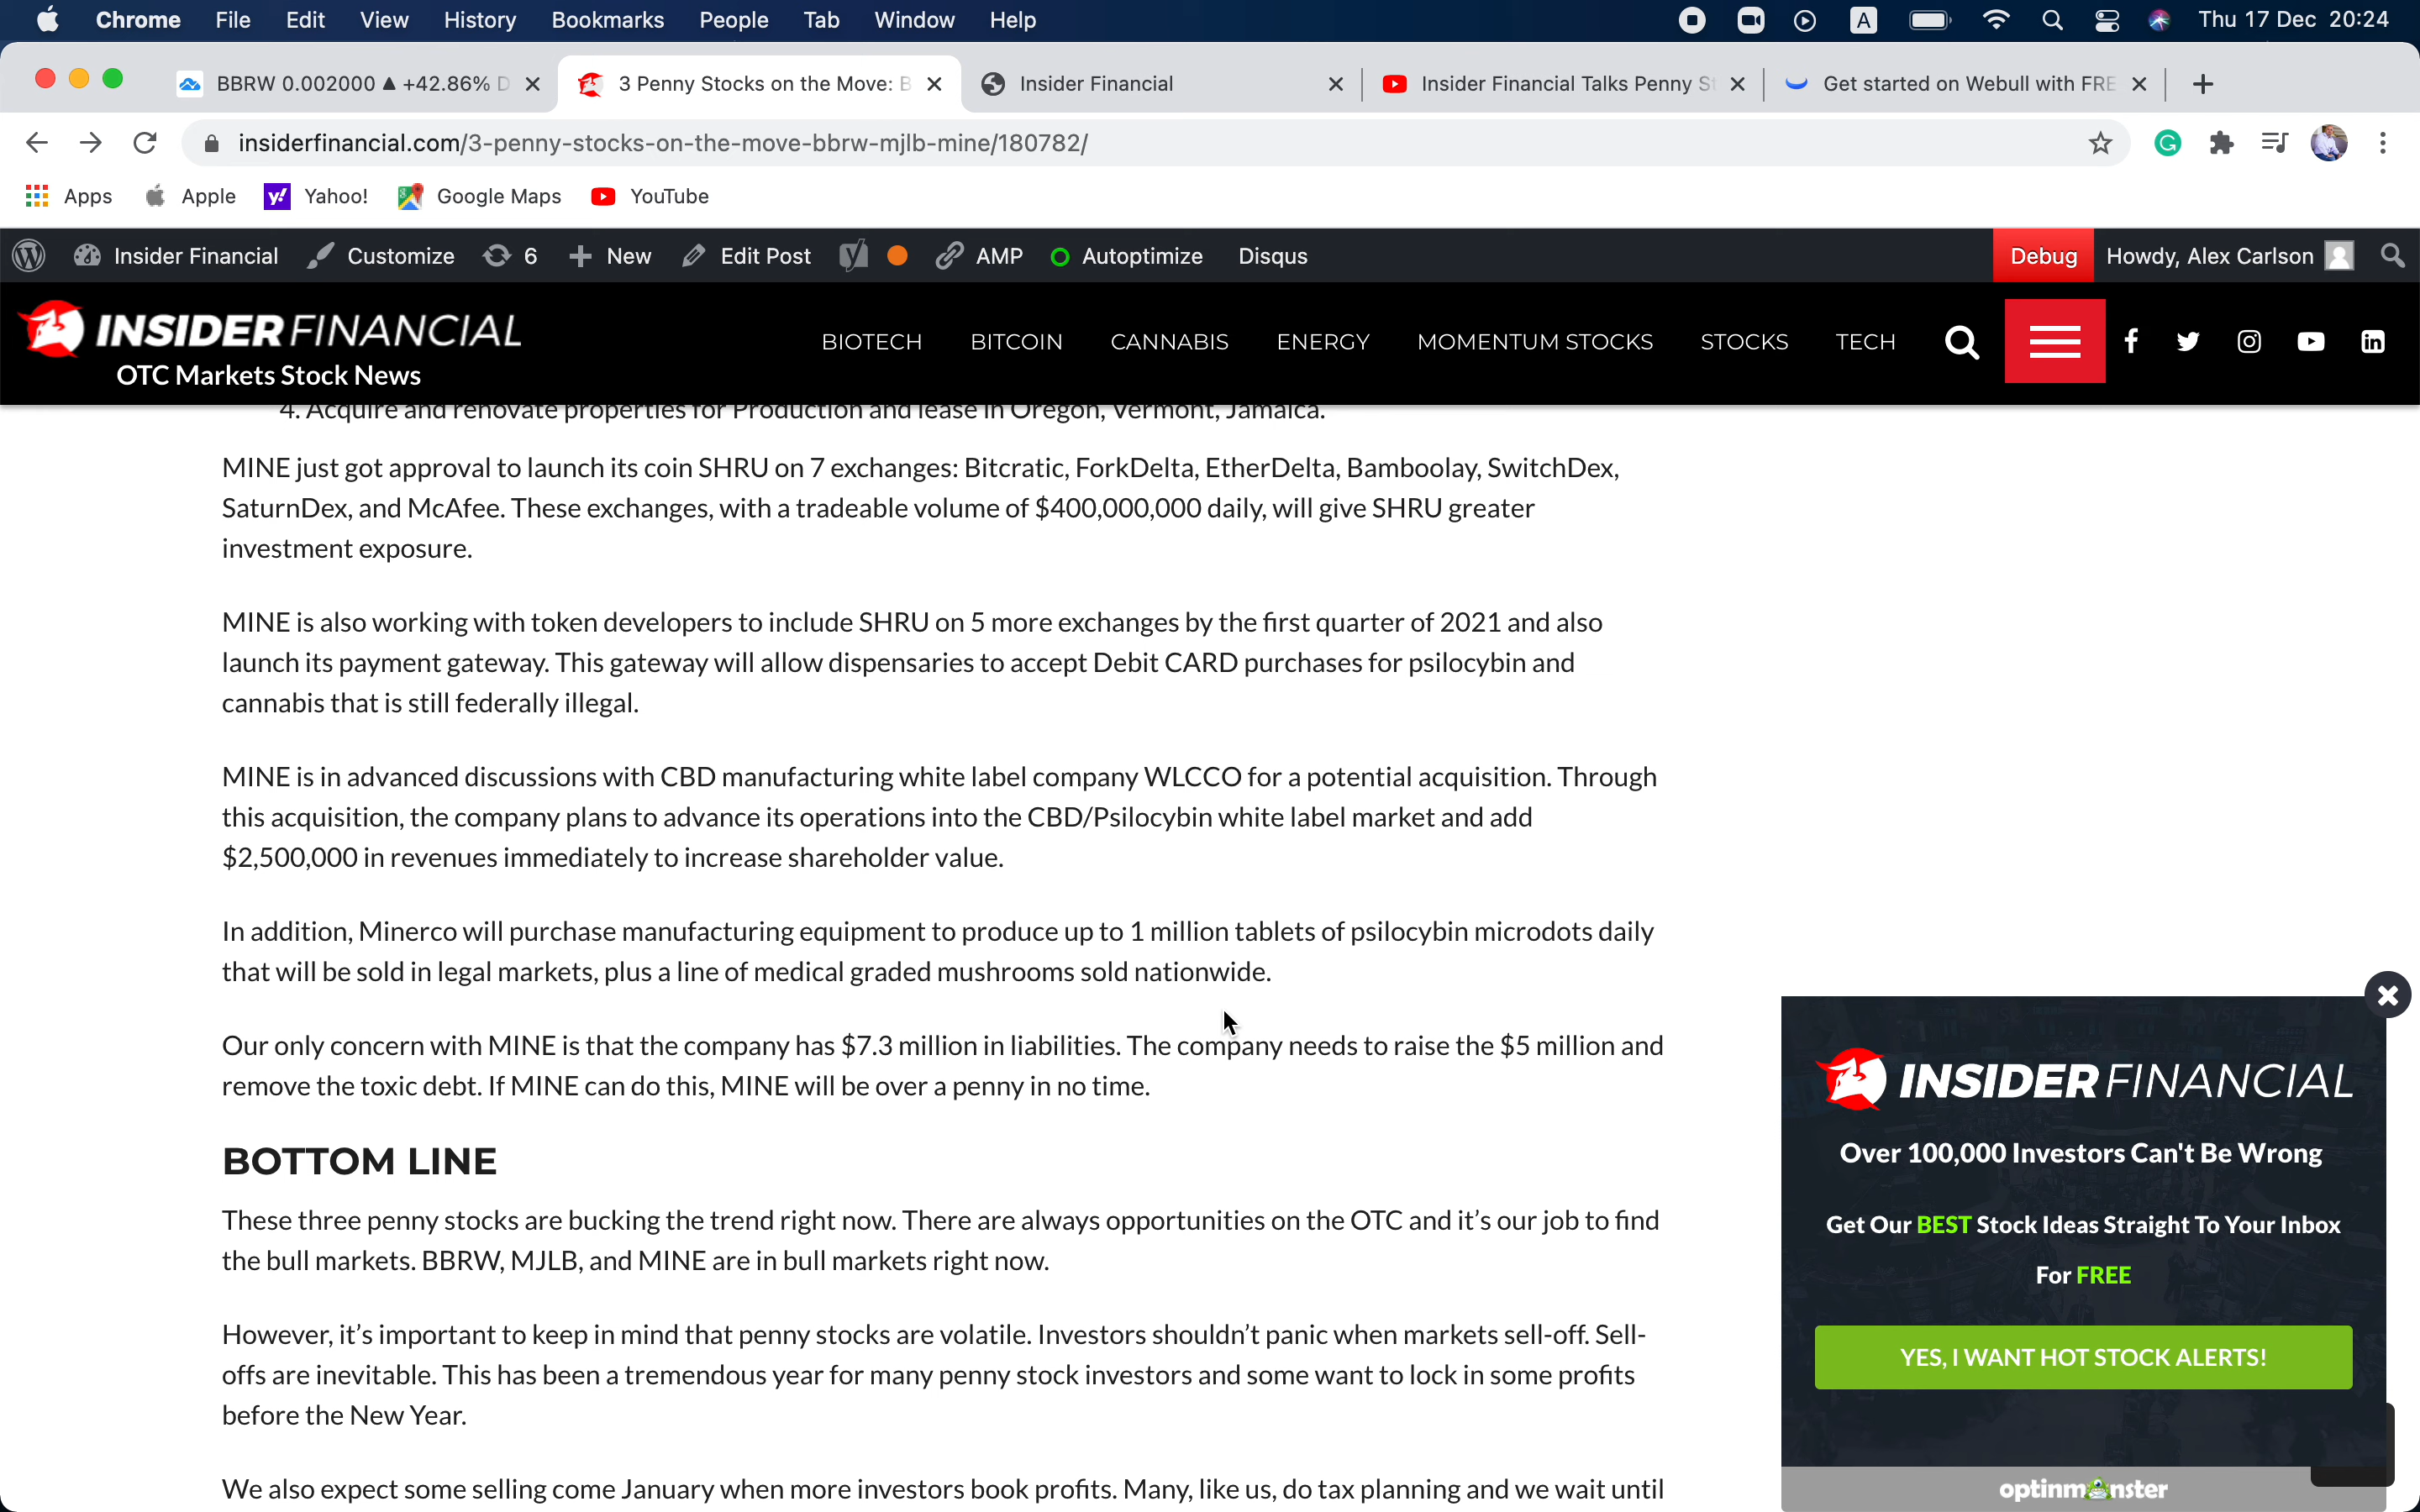 Chrome File Edit View History Bookmarks People Tab Window Help A Thu 17 Dec 20:24
BBRW 0.002000 ▲ +42.86% D 3 Penny Stocks on the Move: B Insider Financial Insider Financial Talks Penny St Get started on Webull with FRE
insiderfinancial.com/3-penny-stocks-on-the-move-bbrw-mjlb-mine/180782/
Apps Apple Yahoo! Google Maps YouTube
Insider Financial Customize 6 New Edit Post AMP Autoptimize Disqus Debug Howdy, Alex Carlson
INSIDER FINANCIAL
OTC Markets Stock News
BIOTECH BITCOIN CANNABIS ENERGY MOMENTUM STOCKS STOCKS TECH
4. Acquire and renovate properties for Production and lease in Oregon, Vermont, Jamaica.
MINE just got approval to launch its coin SHRU on 7 exchanges: Bitcratic, ForkDelta, EtherDelta, Bamboolay, SwitchDex,
SaturnDex, and McAfee. These exchanges, with a tradeable volume of $400,000,000 daily, will give SHRU greater
investment exposure.
MINE is also working with token developers to include SHRU on 5 more exchanges by the first quarter of 2021 and also
launch its payment gateway. This gateway will allow dispensaries to accept Debit CARD purchases for psilocybin and
cannabis that is still federally illegal.
MINE is in advanced discussions with CBD manufacturing white label company WLCCO for a potential acquisition. Through
this acquisition, the company plans to advance its operations into the CBD/Psilocybin white label market and add
$2,500,000 in revenues immediately to increase shareholder value.
In addition, Minerco will purchase manufacturing equipment to produce up to 1 million tablets of psilocybin microdots daily
that will be sold in legal markets, plus a line of medical graded mushrooms sold nationwide.
Our only concern with MINE is that the company has $7.3 million in liabilities. The company needs to raise the $5 million and
remove the toxic debt. If MINE can do this, MINE will be over a penny in no time.
BOTTOM LINE
These three penny stocks are bucking the trend right now. There are always opportunities on the OTC and it's our job to find
the bull markets. BBRW, MJLB, and MINE are in bull markets right now.
However, it's important to keep in mind that penny stocks are volatile. Investors shouldn't panic when markets sell-off. Sell-
offs are inevitable. This has been a tremendous year for many penny stock investors and some want to lock in some profits
before the New Year.
We also expect some selling come January when more investors book profits. Many, like us, do tax planning and we wait until
INSIDER FINANCIAL
Over 100,000 Investors Can't Be Wrong
Get Our BEST Stock Ideas Straight To Your Inbox
For FREE
YES, I WANT HOT STOCK ALERTS!
optinmonster